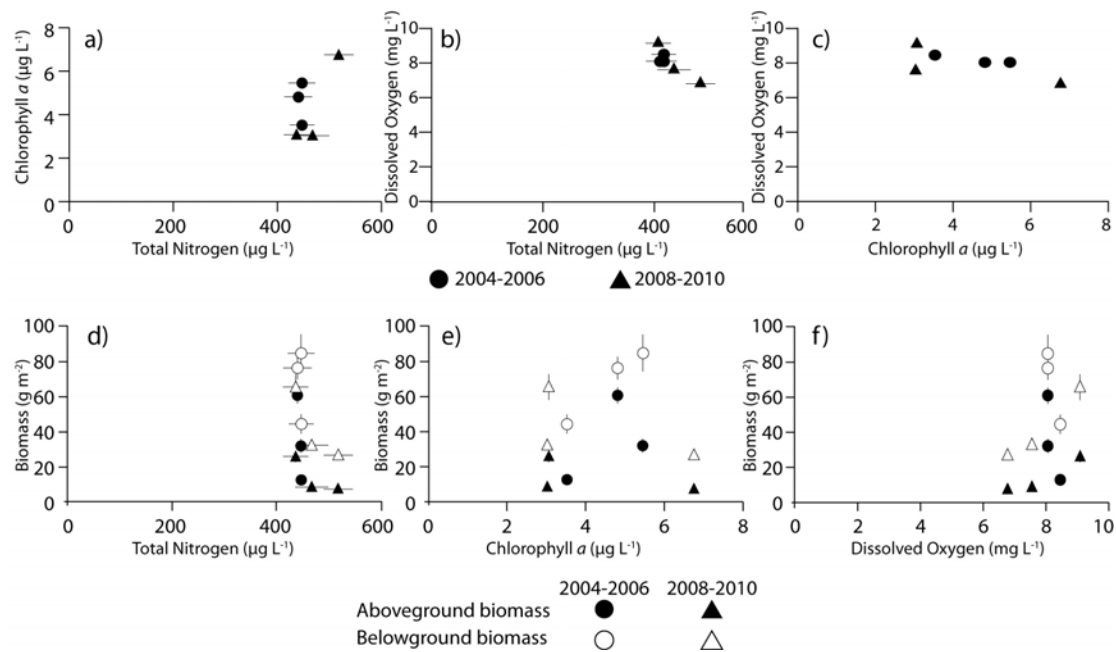 a)
Chlorophyll a (µg L-1)
8
6
4
2
0
0 200 400 600
Total Nitrogen (µg L-1)
b)
Dissolved Oxygen (mg L-1)
10
8
6
4
2
0
0 200 400 600
Total Nitrogen (µg L-1)
c)
Dissolved Oxygen (mg L-1)
10
8
6
4
2
0
0 2 4 6 8
Chlorophyll a (µg L-1)
2004-2006 2008-2010
d)
Biomass (g m-2)
100
80
60
40
20
0
0 200 400 600
Total Nitrogen (µg L-1)
e)
Biomass (g m-2)
100
80
60
40
20
0
0 2 4 6 8
Chlorophyll a (µg L-1)
f)
Biomass (g m-2)
100
80
60
40
20
0
0 2 4 6 8 10
Dissolved Oxygen (mg L-1)
2004-2006 2008-2010
Aboveground biomass
Belowground biomass